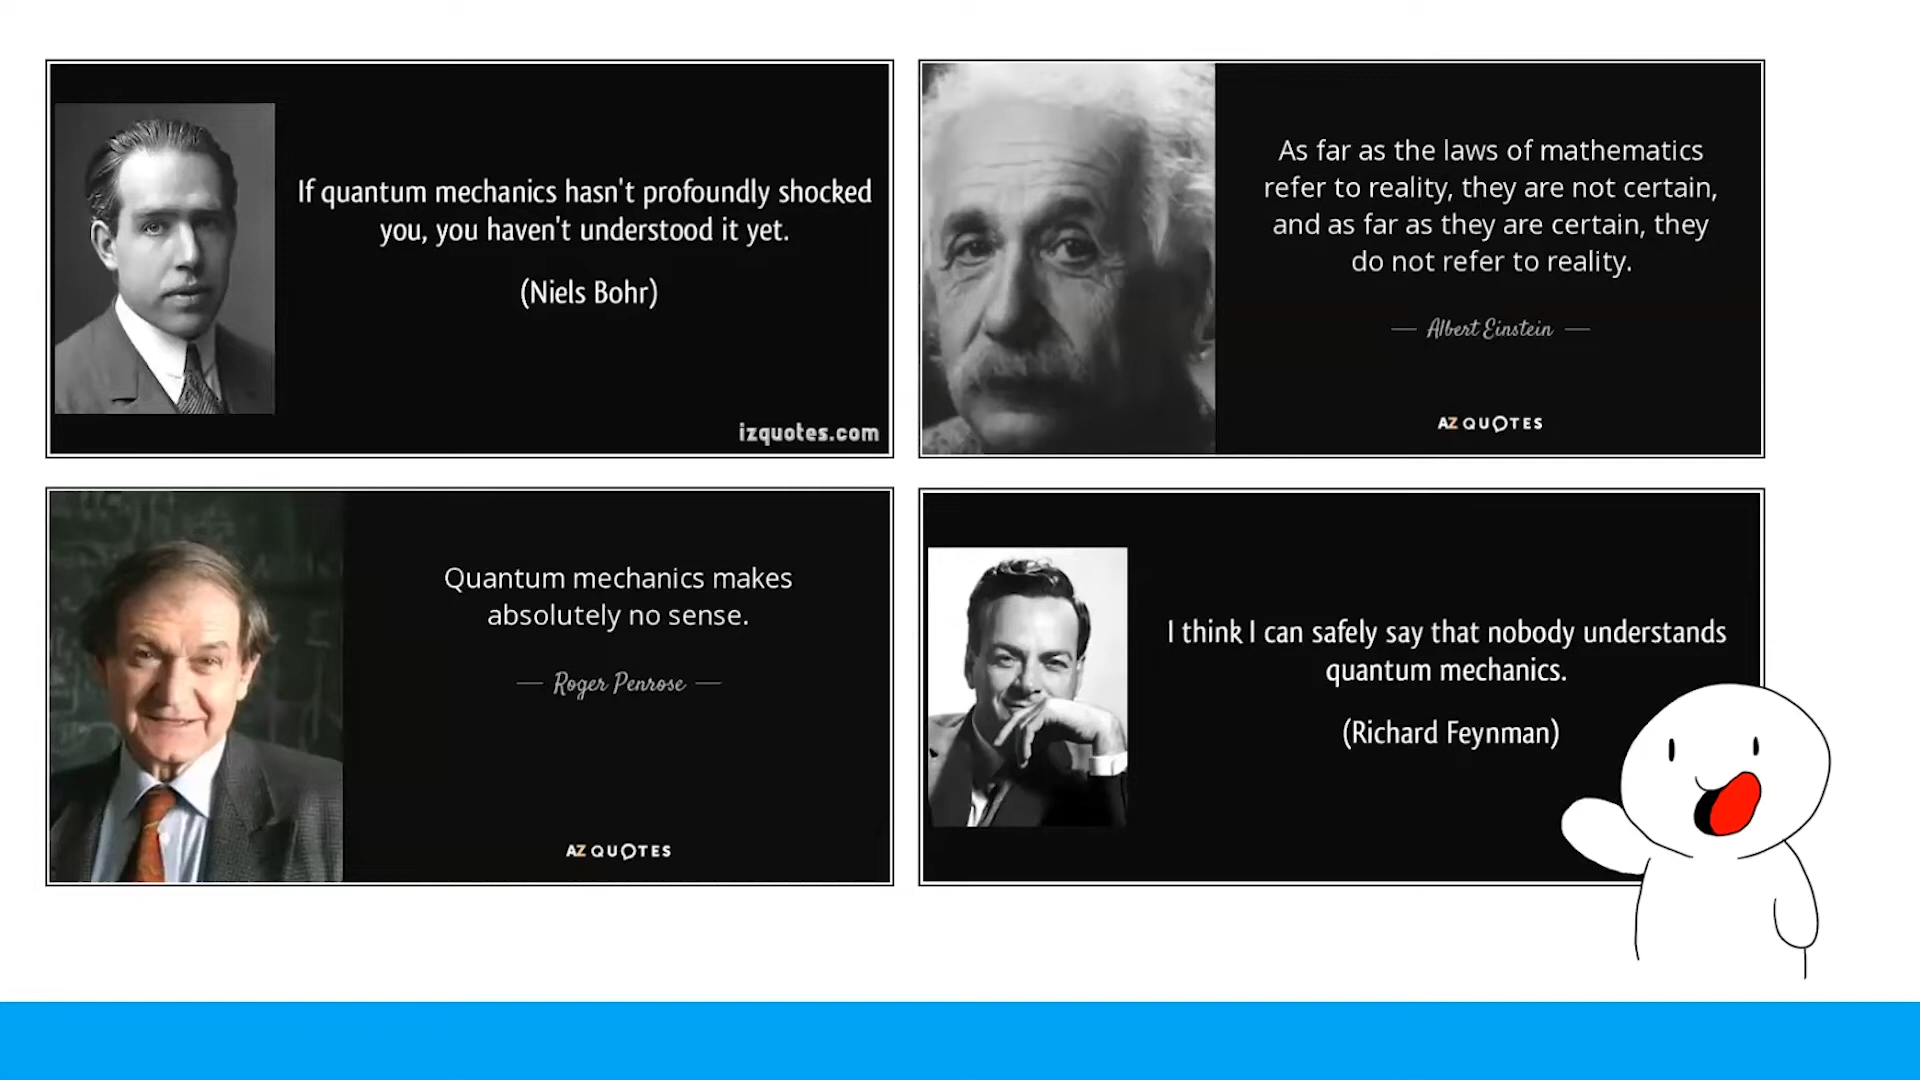 If quantum mechanics hasn't profoundly shocked
you, you haven't understood it yet.
(Niels Bohr)
izquotes.com
As far as the laws of mathematics
refer to reality, they are not certain,
and as far as they are certain, they
do not refer to reality.
— Albert Einstein —
AZ QUOTES
Quantum mechanics makes
absolutely no sense.
— Roger Penrose —
AZ QUOTES
I think I can safely say that nobody understands
quantum mechanics.
(Richard Feynman)